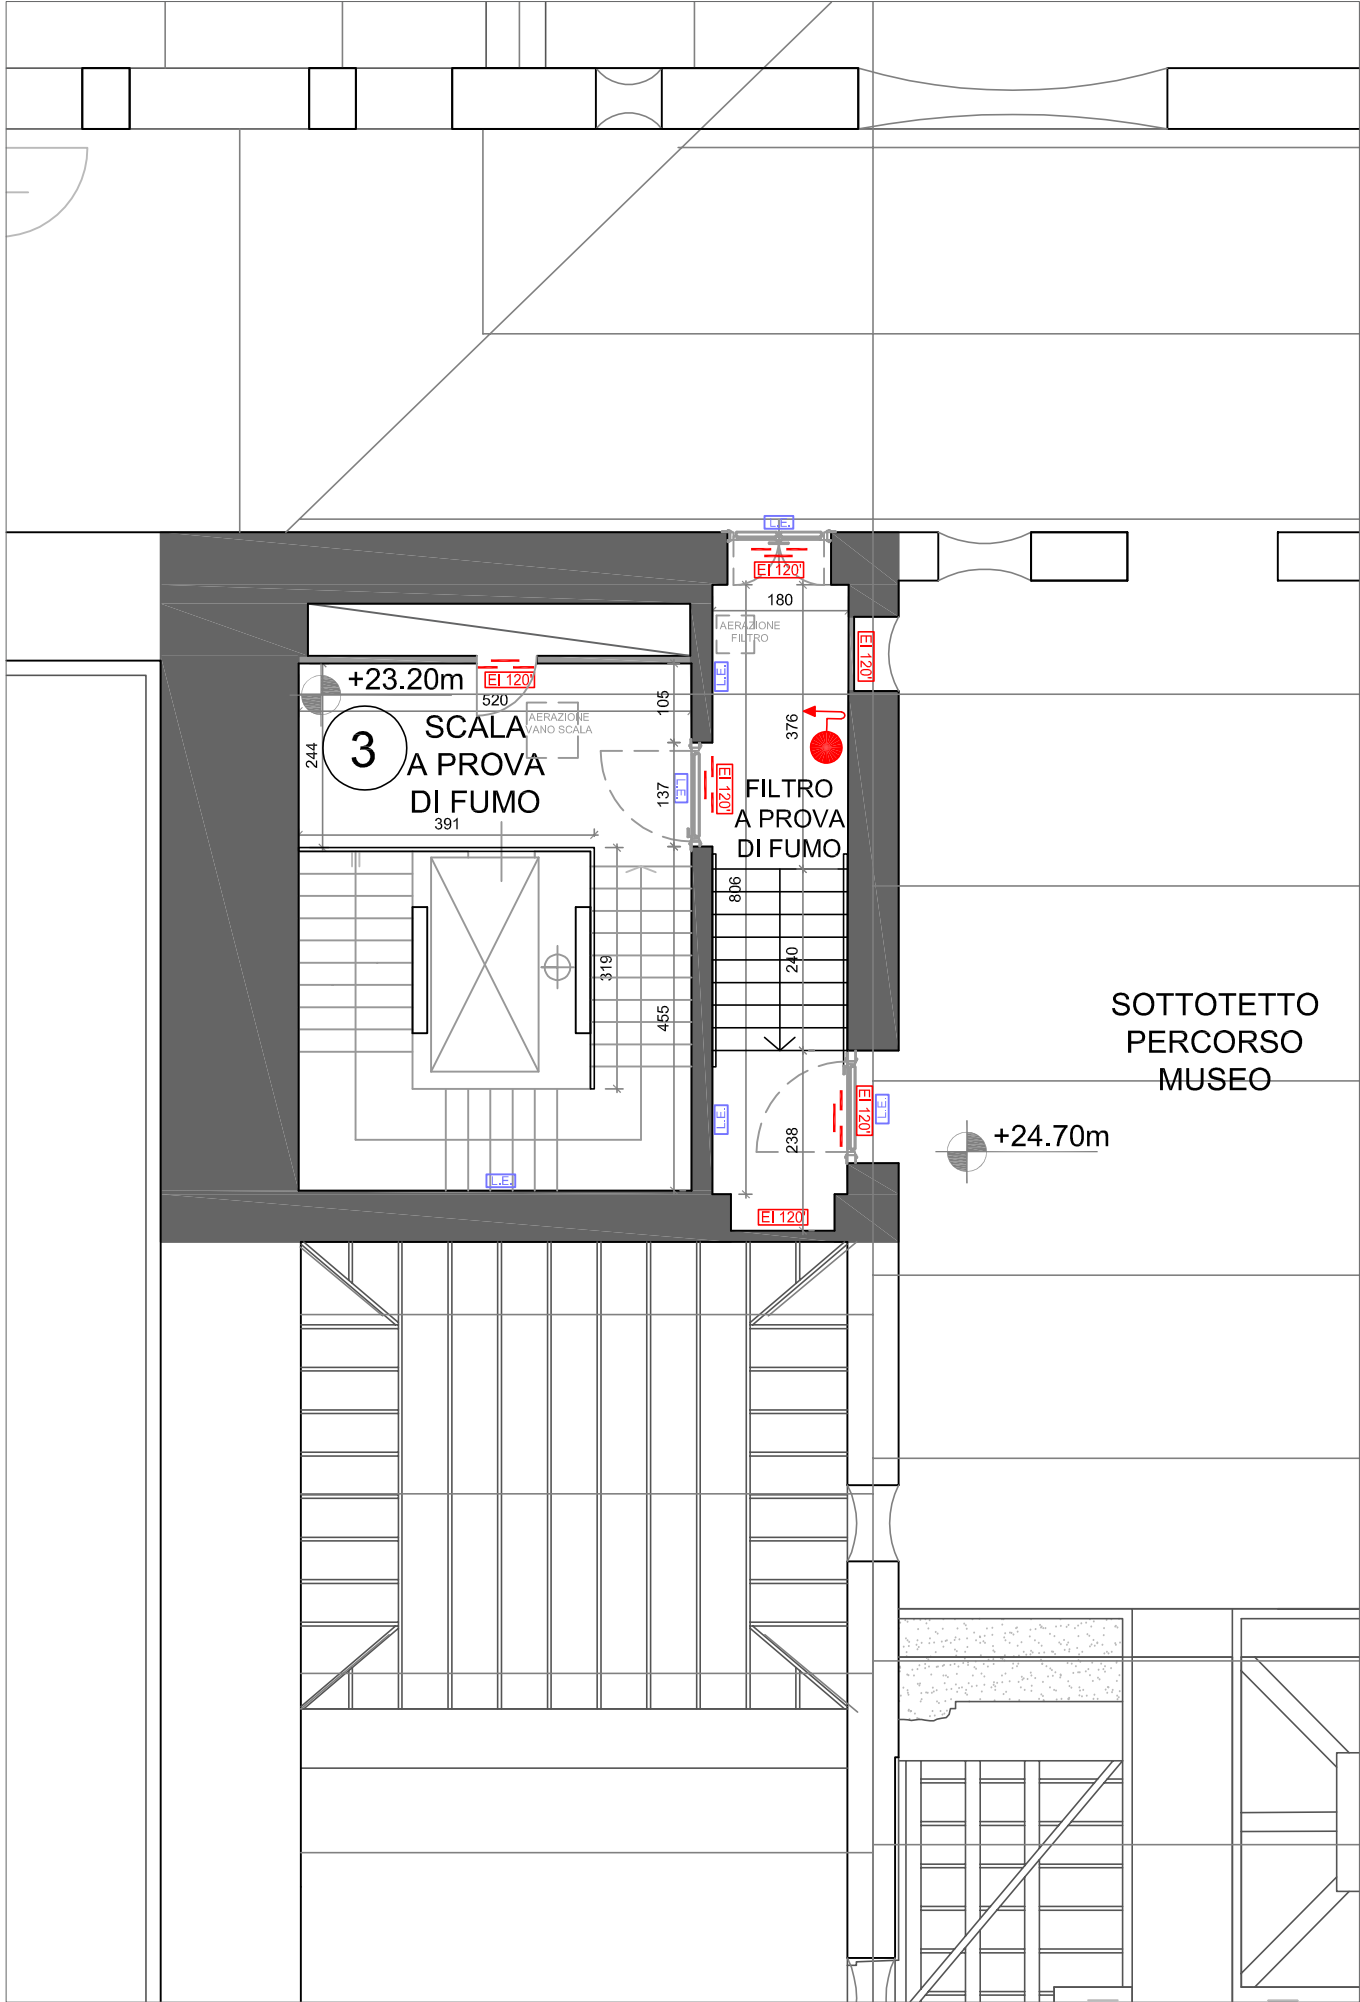 L.E.
EI 120'
180
AERAZIONE
FILTRO
EI 120'
L.E.
+23.20m
EI 120'
520
105
AERAZIONE
VANO SCALA
376
3
SCALA
A PROVA
DI FUMO
244
391
137
L.E.
EI 120'
FILTRO
A PROVA
DI FUMO
806
240
319
455
SOTTOTETTO
PERCORSO
MUSEO
L.E.
EI 120'
L.E.
238
+24.70m
L.E.
EI 120'